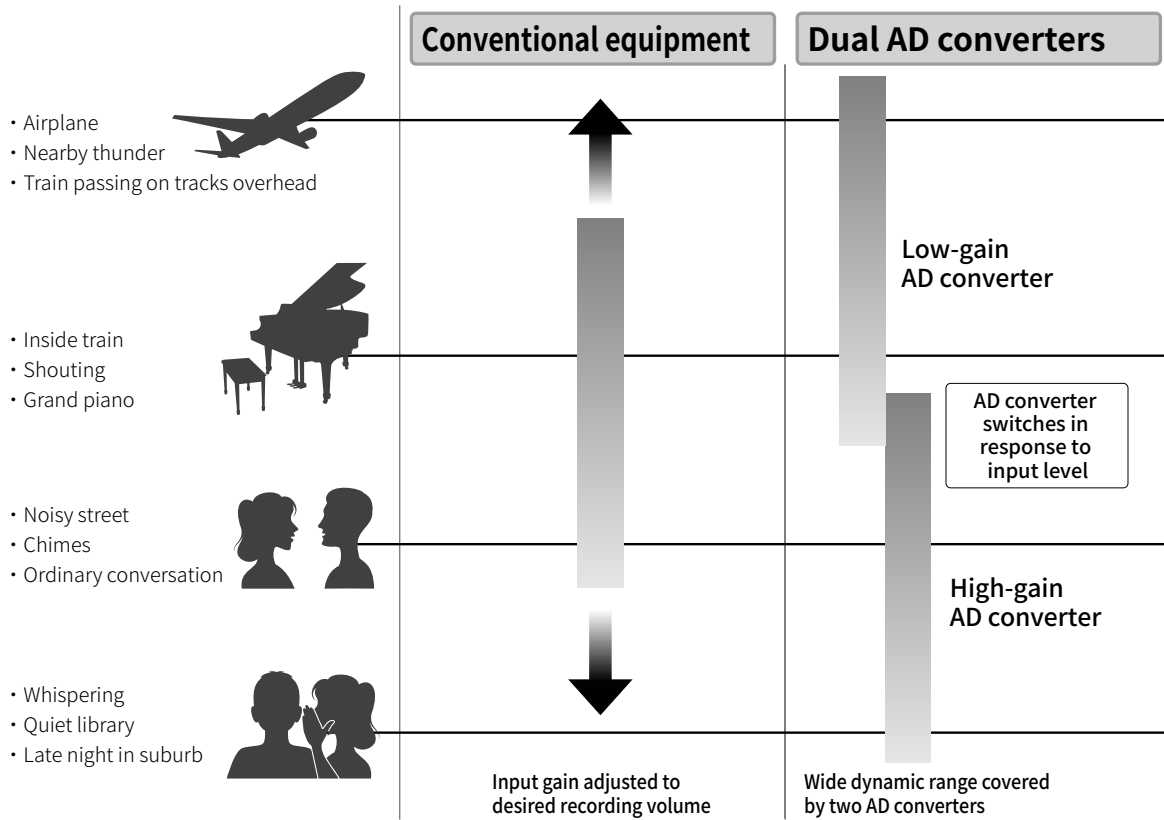 Conventional equipment
Dual AD converters
・Airplane
・Nearby thunder
・Train passing on tracks overhead
Low-gain
AD converter
・Inside train
・Shouting
・Grand piano
AD converter
switches in
response to
input level
・Noisy street
・Chimes
・Ordinary conversation
High-gain
AD converter
・Whispering
・Quiet library
・Late night in suburb
Input gain adjusted to
desired recording volume
Wide dynamic range covered
by two AD converters